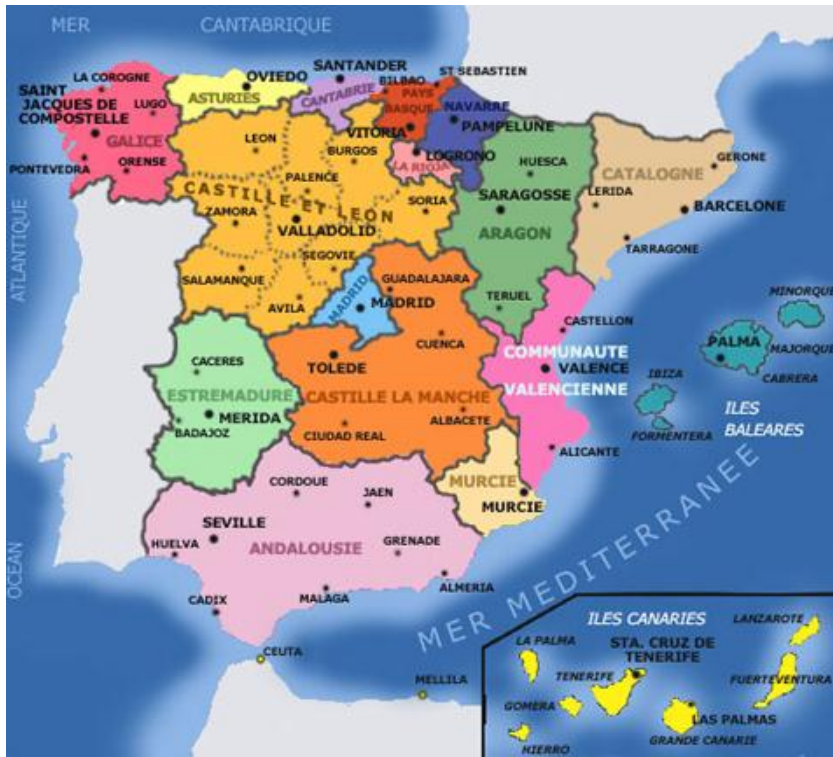 MER CANTABRIQUE
ATLANTIQUE
OCEAN
MER MEDITERRANEE
LA COROGNE
SAINT
JACQUES DE
COMPOSTELLE
LUGO
GALICE
PONTEVEDRA
ORENSE
OVIEDO
ASTURIES
SANTANDER
CANTABRIE
BILBAO
ST SEBASTIEN
PAYS
BASQUE
VITORIA
NAVARRE
PAMPELUNE
LOGRONO
LA RIOJA
LEON
BURGOS
PALENCE
CASTILLE ET LEON
ZAMORA
VALLADOLID
SORIA
SEGOVIE
SALAMANQUE
AVILA
MADRID
MADRID
HUESCA
SARAGOSSE
ARAGON
TERUEL
CATALOGNE
GERONE
LERIDA
BARCELONE
TARRAGONE
GUADALAJARA
CUENCA
TOLEDE
CASTILLE LA MANCHE
ALBACETE
CIUDAD REAL
CACERES
ESTREMADURE
MERIDA
BADAJOZ
CASTELLON
COMMUNAUTE
VALENCE
VALENCIENNE
ALICANTE
MINORQUE
PALMA
MAJORQUE
CABRERA
IBIZA
FORMENTERA
ILES
BALEARES
MURCIE
MURCIE
CORDOUE
JAEN
SEVILLE
HUELVA
ANDALOUSIE
GRENADE
CADIX
MALAGA
ALMERIA
CEUTA
MELLILA
ILES CANARIES
LANZAROTE
LA PALMA
STA. CRUZ DE
TENERIFE
TENERIFE
FUERTEVENTURA
GOMERA
LAS PALMAS
HIERRO
GRANDE CANARIE